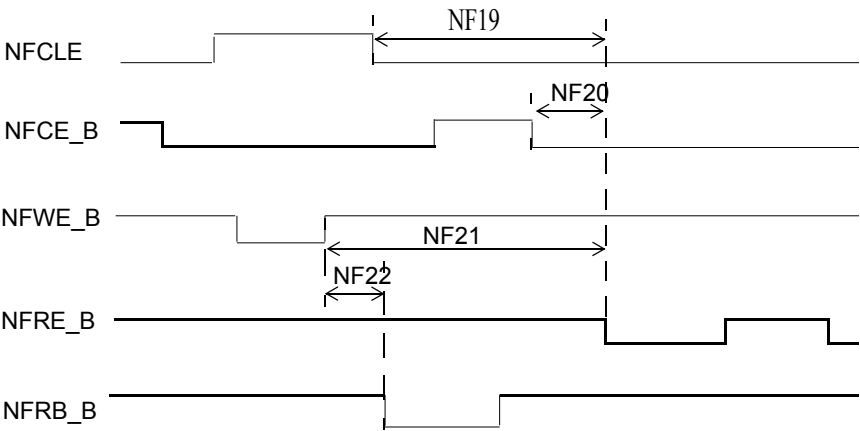 NF19
NFCLE
NF20
NFCE_B
NFWE_B
NF21
NF22
NFRE_B
NFRB_B